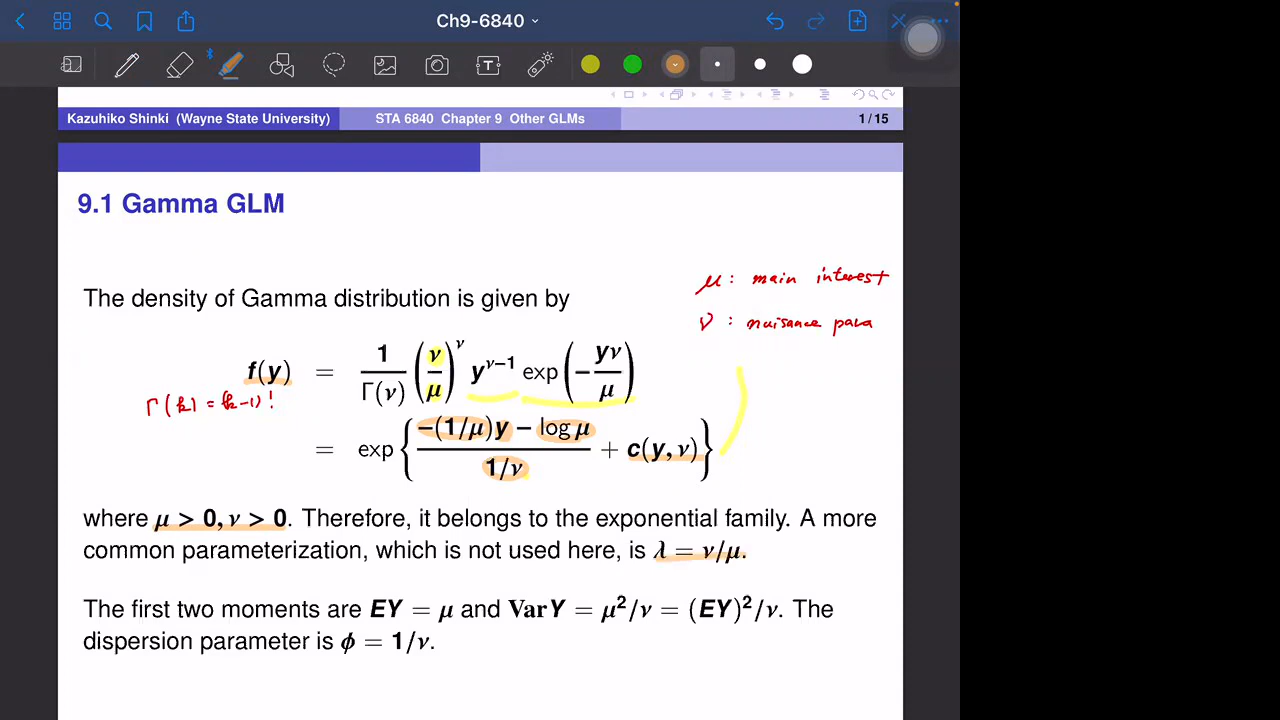 Ch9-6840
Kazuhiko Shinki (Wayne State University) STA 6840 Chapter 9 Other GLMs 1 / 15
9.1 Gamma GLM
μ : main interest
The density of Gamma distribution is given by
ν : nuisance para
f(y) = 1/Γ(ν) (ν/μ)^ν y^{ν−1} exp(−yν/μ)
Γ(k) = (k-1)!
= exp{ (−(1/μ)y − log μ)/(1/ν) + c(y, ν) }
where μ > 0, ν > 0. Therefore, it belongs to the exponential family. A more
common parameterization, which is not used here, is λ = ν/μ.
The first two moments are EY = μ and VarY = μ²/ν = (EY)²/ν. The
dispersion parameter is ϕ = 1/ν.